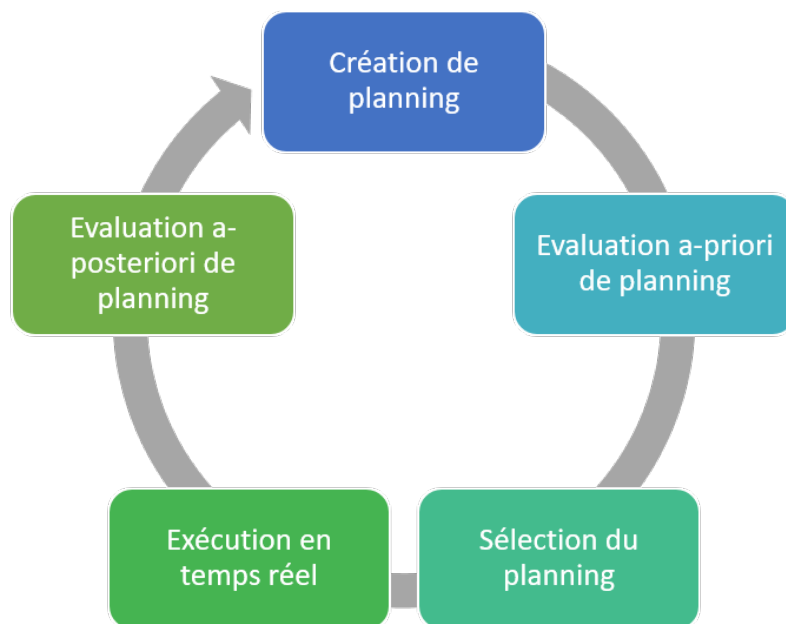 Création de
planning
Evaluation a-priori
de planning
Sélection du
planning
Exécution en
temps réel
Evaluation a-
posteriori de
planning